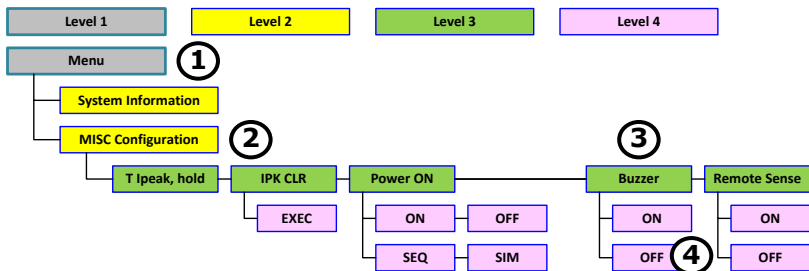 Level 1 Level 2 Level 3 Level 4
Menu 1
System Information
MISC Configuration 2 3
T Ipeak, hold IPK CLR Power ON Buzzer Remote Sense
EXEC ON OFF ON ON
SEQ SIM OFF 4 OFF